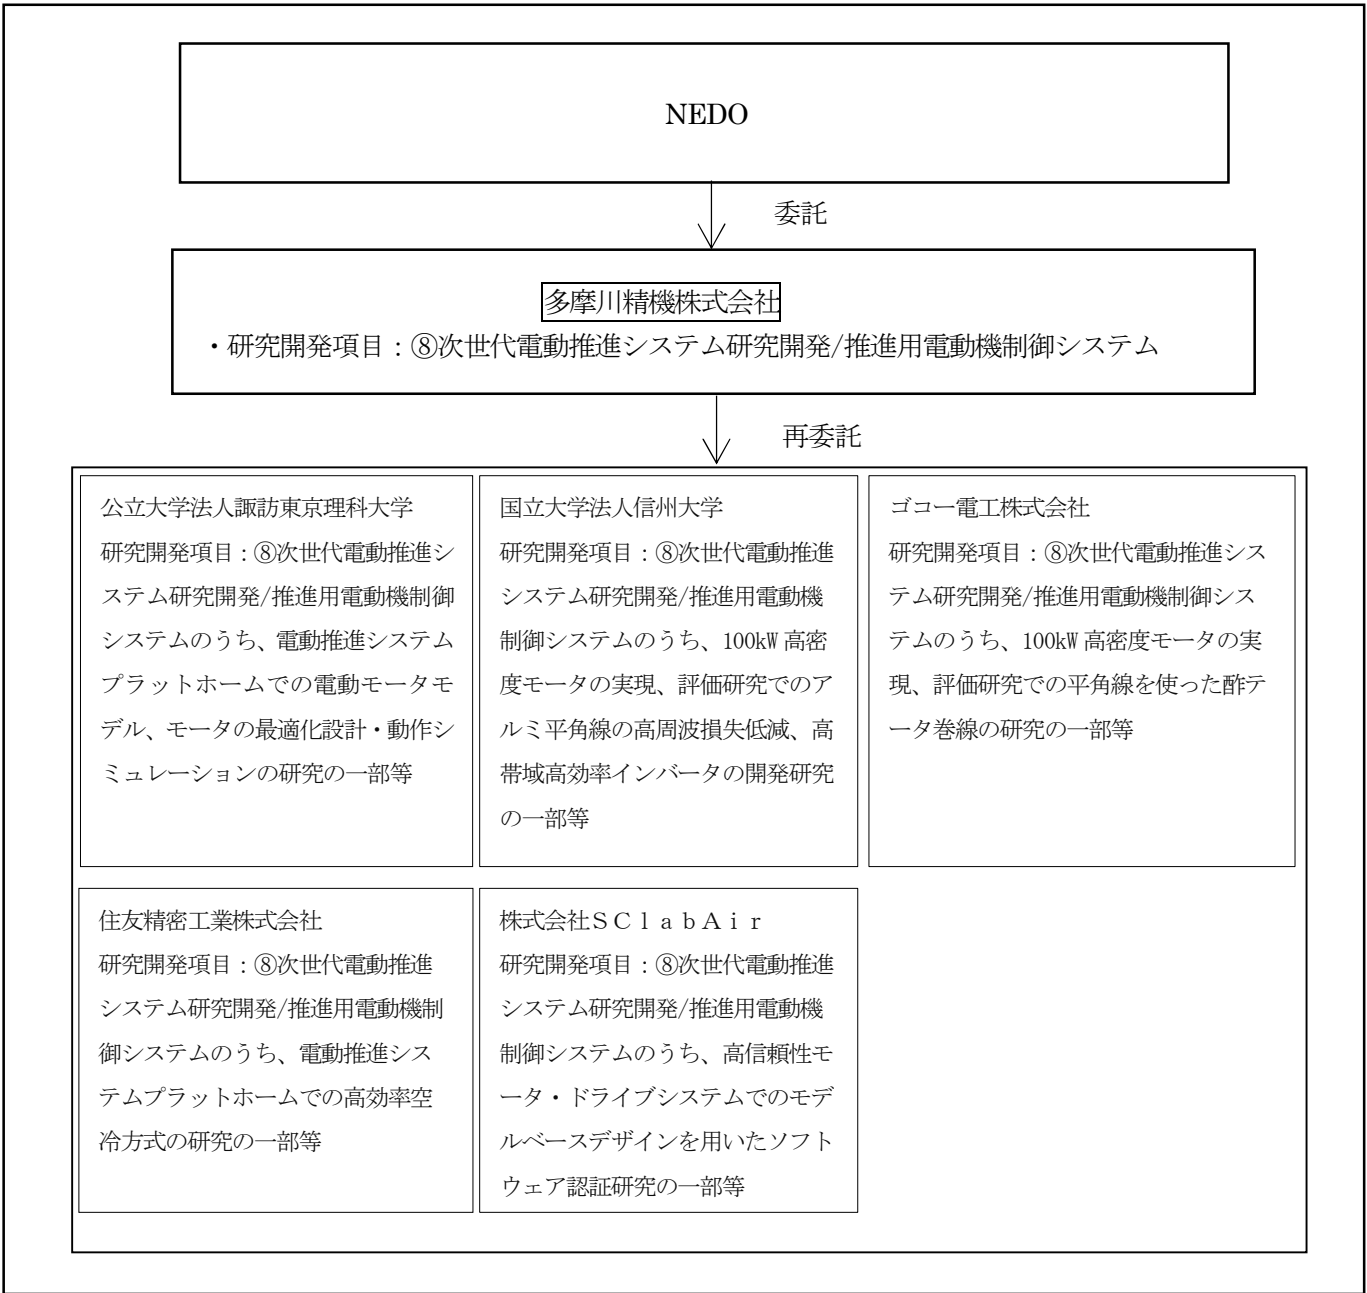 NEDO
委託
多摩川精機株式会社
・研究開発項目：⑧次世代電動推進システム研究開発/推進用電動機制御システム
再委託
公立大学法人諏訪東京理科大学
研究開発項目：⑧次世代電動推進シ
ステム研究開発/推進用電動機制御
システムのうち、電動推進システム
プラットホームでの電動モータモ
デル、モータの最適化設計・動作シ
ミュレーションの研究の一部等
国立大学法人信州大学
研究開発項目：⑧次世代電動推進
システム研究開発/推進用電動機
制御システムのうち、100kW 高密
度モータの実現、評価研究でのア
ルミ平角線の高周波損失低減、高
帯域高効率インバータの開発研究
の一部等
ゴコー電工株式会社
研究開発項目：⑧次世代電動推進シス
テム研究開発/推進用電動機制御シス
テムのうち、100kW 高密度モータの実
現、評価研究での平角線を使った酢テ
ータ巻線の研究の一部等
住友精密工業株式会社
研究開発項目：⑧次世代電動推進
システム研究開発/推進用電動機制
御システムのうち、電動推進シス
テムプラットホームでの高効率空
冷方式の研究の一部等
株式会社ＳＣｌａｂＡｉｒ
研究開発項目：⑧次世代電動推進
システム研究開発/推進用電動機
制御システムのうち、高信頼性モ
ータ・ドライブシステムでのモデ
ルベースデザインを用いたソフト
ウェア認証研究の一部等